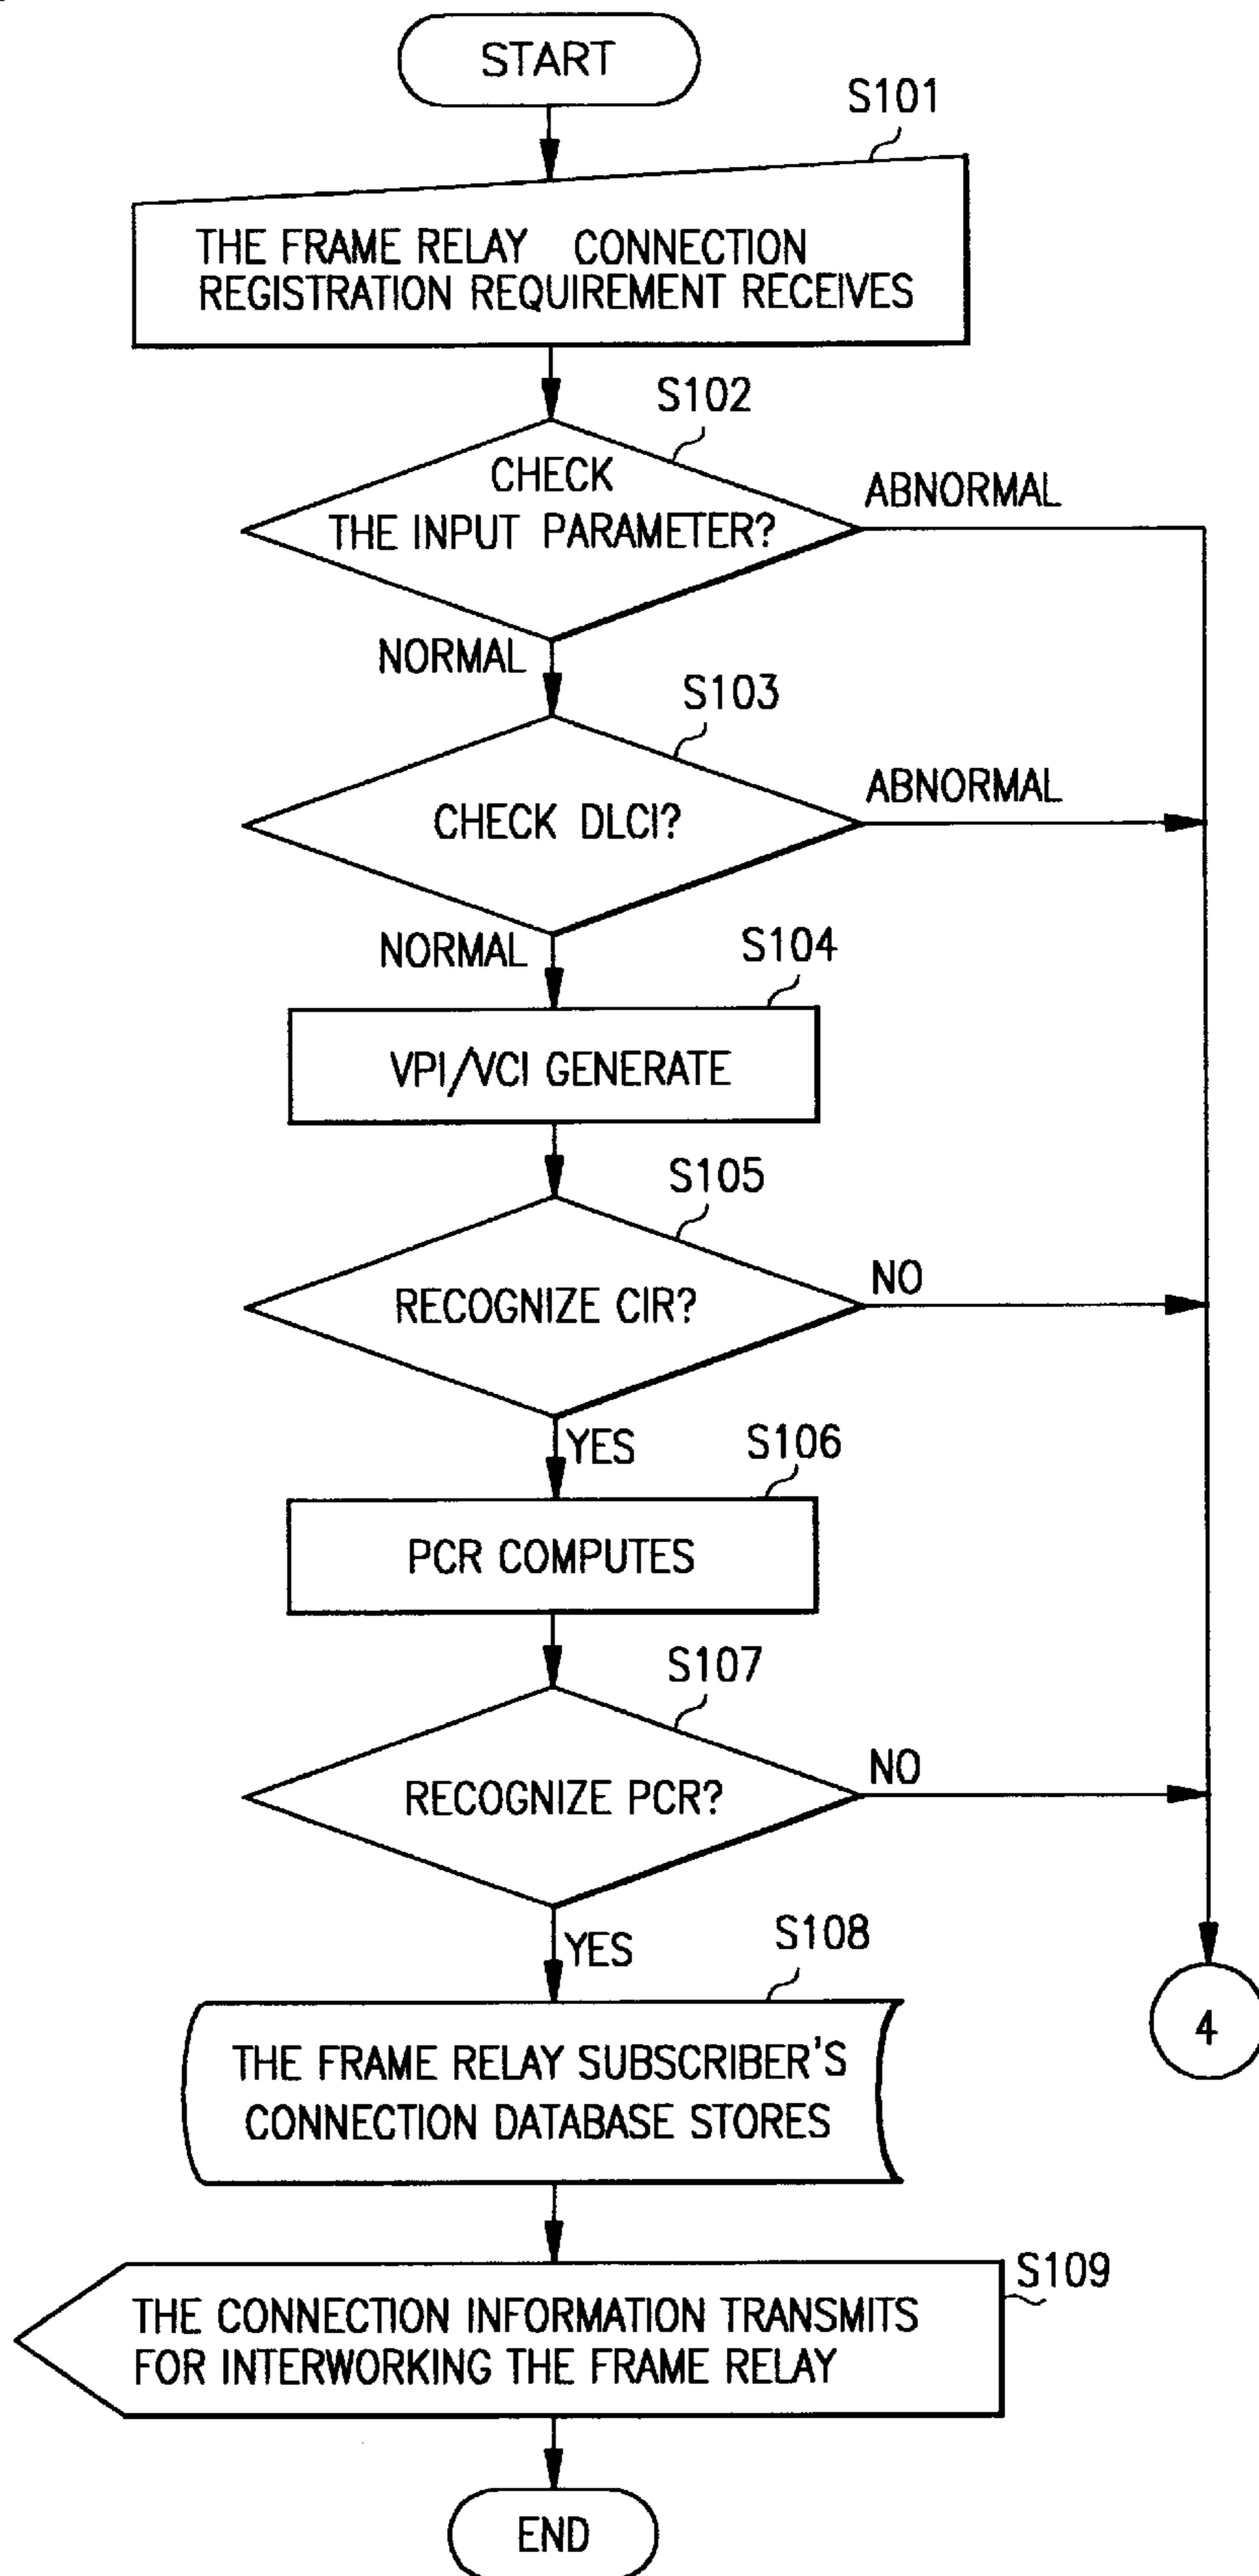 START
S101
THE FRAME RELAY CONNECTION
REGISTRATION REQUIREMENT RECEIVES
S102
CHECK
THE INPUT PARAMETER?
ABNORMAL
NORMAL
S103
CHECK DLCI?
ABNORMAL
NORMAL
S104
VPI/VCI GENERATE
S105
RECOGNIZE CIR?
NO
YES
S106
PCR COMPUTES
S107
RECOGNIZE PCR?
NO
YES
S108
THE FRAME RELAY SUBSCRIBER'S
CONNECTION DATABASE STORES
4
S109
THE CONNECTION INFORMATION TRANSMITS
FOR INTERWORKING THE FRAME RELAY
END